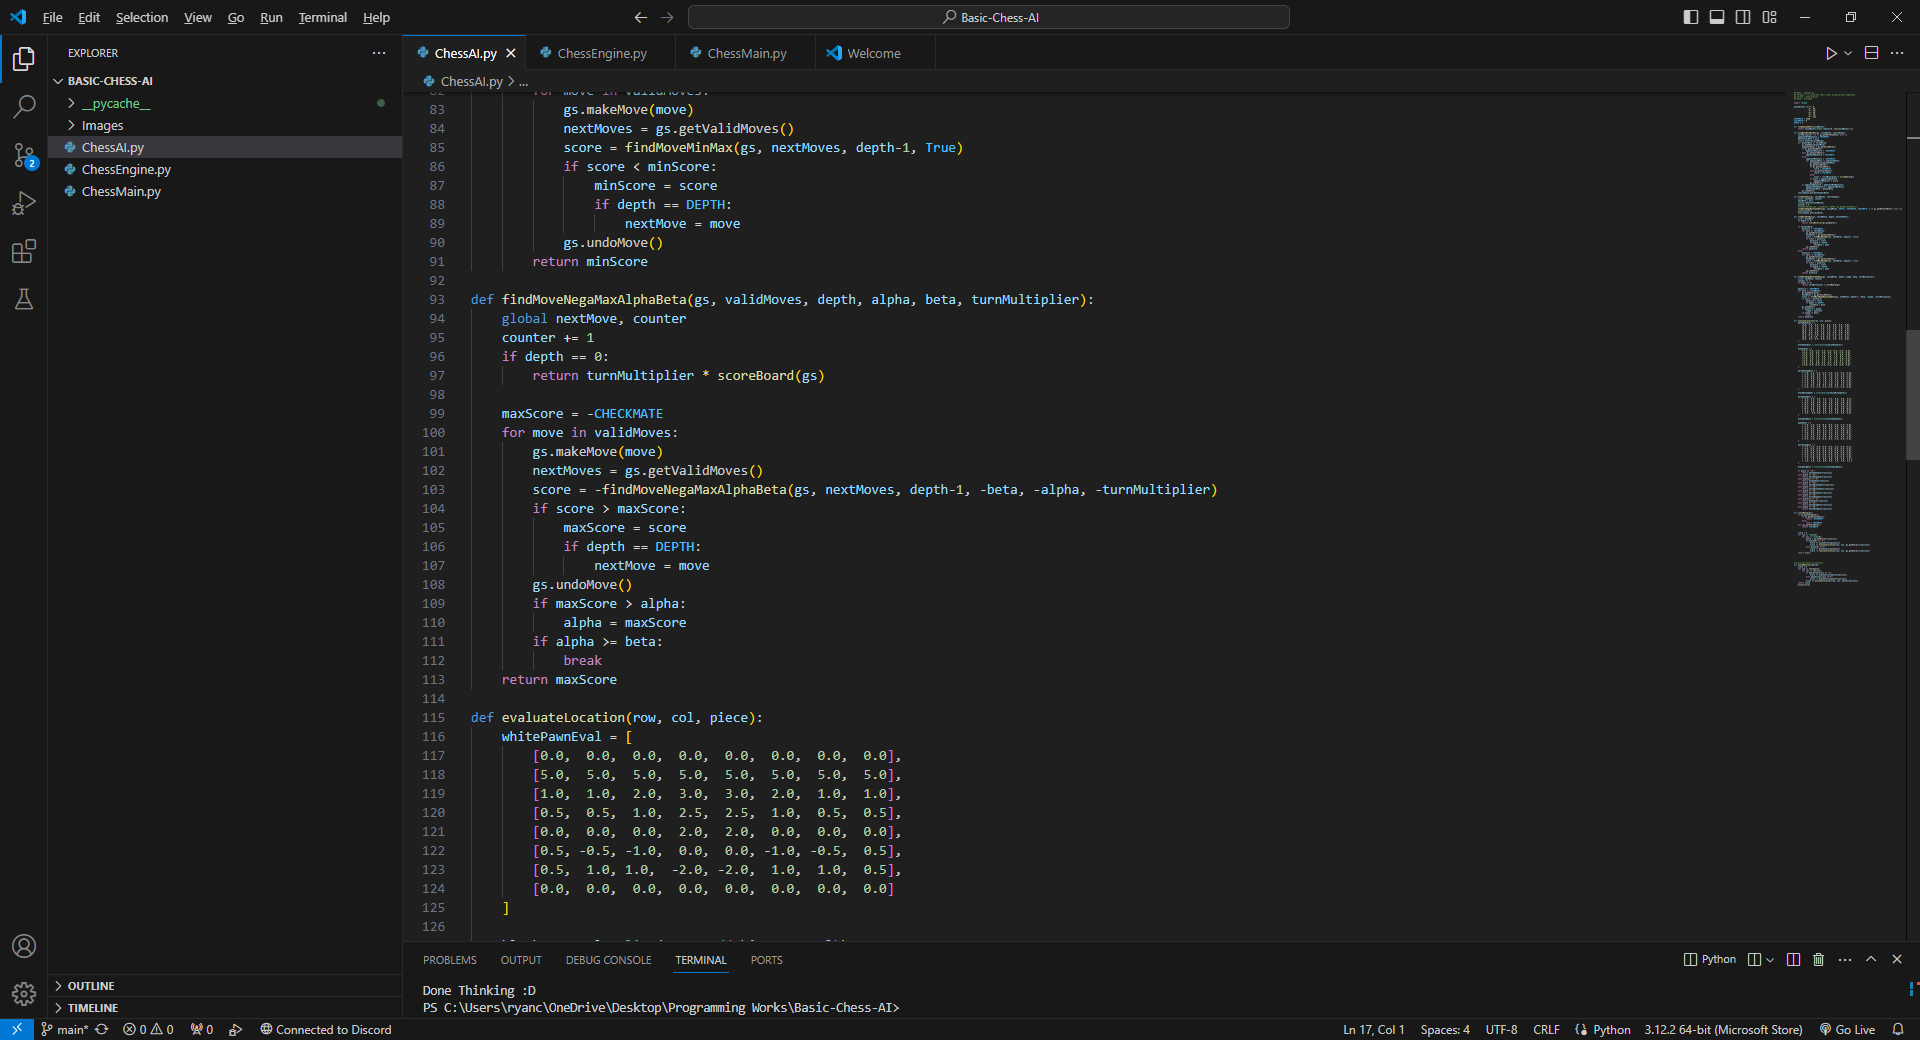 File Edit Selection View Go Run Terminal Help
Basic-Chess-AI
EXPLORER
BASIC-CHESS-AI
__pycache__
Images
ChessAI.py
ChessEngine.py
ChessMain.py
OUTLINE
TIMELINE
2
ChessAI.py ChessEngine.py ChessMain.py Welcome
ChessAI.py > ...
83 gs.makeMove(move)
84 nextMoves = gs.getValidMoves()
85 score = findMoveMinMax(gs, nextMoves, depth-1, True)
86 if score < minScore:
87 minScore = score
88 if depth == DEPTH:
89 nextMove = move
90 gs.undoMove()
91 return minScore
92
93 def findMoveNegaMaxAlphaBeta(gs, validMoves, depth, alpha, beta, turnMultiplier):
94 global nextMove, counter
95 counter += 1
96 if depth == 0:
97 return turnMultiplier * scoreBoard(gs)
98
99 maxScore = -CHECKMATE
100 for move in validMoves:
101 gs.makeMove(move)
102 nextMoves = gs.getValidMoves()
103 score = -findMoveNegaMaxAlphaBeta(gs, nextMoves, depth-1, -beta, -alpha, -turnMultiplier)
104 if score > maxScore:
105 maxScore = score
106 if depth == DEPTH:
107 nextMove = move
108 gs.undoMove()
109 if maxScore > alpha:
110 alpha = maxScore
111 if alpha >= beta:
112 break
113 return maxScore
114
115 def evaluateLocation(row, col, piece):
116 whitePawnEval = [
117 [0.0, 0.0, 0.0, 0.0, 0.0, 0.0, 0.0, 0.0],
118 [5.0, 5.0, 5.0, 5.0, 5.0, 5.0, 5.0, 5.0],
119 [1.0, 1.0, 2.0, 3.0, 3.0, 2.0, 1.0, 1.0],
120 [0.5, 0.5, 1.0, 2.5, 2.5, 1.0, 0.5, 0.5],
121 [0.0, 0.0, 0.0, 2.0, 2.0, 0.0, 0.0, 0.0],
122 [0.5, -0.5, -1.0, 0.0, 0.0, -1.0, -0.5, 0.5],
123 [0.5, 1.0, 1.0, -2.0, -2.0, 1.0, 1.0, 0.5],
124 [0.0, 0.0, 0.0, 0.0, 0.0, 0.0, 0.0, 0.0]
125 ]
126
PROBLEMS OUTPUT DEBUG CONSOLE TERMINAL PORTS
Python
Done Thinking :D
PS C:\Users\ryanc\OneDrive\Desktop\Programming Works\Basic-Chess-AI>
main* 0 0 0 Connected to Discord
Ln 17, Col 1 Spaces: 4 UTF-8 CRLF Python 3.12.2 64-bit (Microsoft Store) Go Live